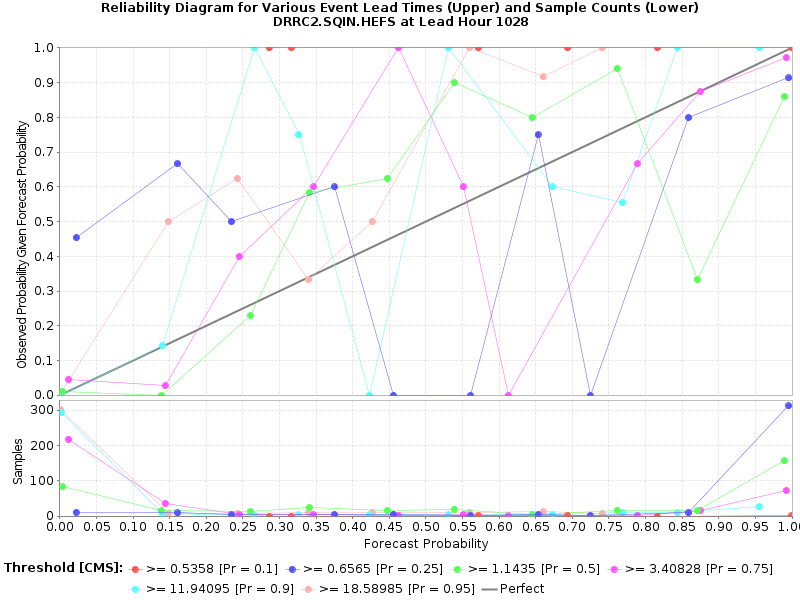 Reliability Diagram for Various Event Lead Times (Upper) and Sample Counts (Lower)
DRRC2.SQIN.HEFS at Lead Hour 1028
Observed Probability Given Forecast Probability
1.0
0.9
0.8
0.7
0.6
0.5
0.4
0.3
0.2
0.1
0.0
Samples
300
200
100
0
0.00 0.05 0.10 0.15 0.20 0.25 0.30 0.35 0.40 0.45 0.50 0.55 0.60 0.65 0.70 0.75 0.80 0.85 0.90 0.95 1.00
Forecast Probability
Threshold [CMS]: >= 0.5358 [Pr = 0.1] >= 0.6565 [Pr = 0.25] >= 1.1435 [Pr = 0.5] >= 3.40828 [Pr = 0.75]
>= 11.94095 [Pr = 0.9] >= 18.58985 [Pr = 0.95] Perfect